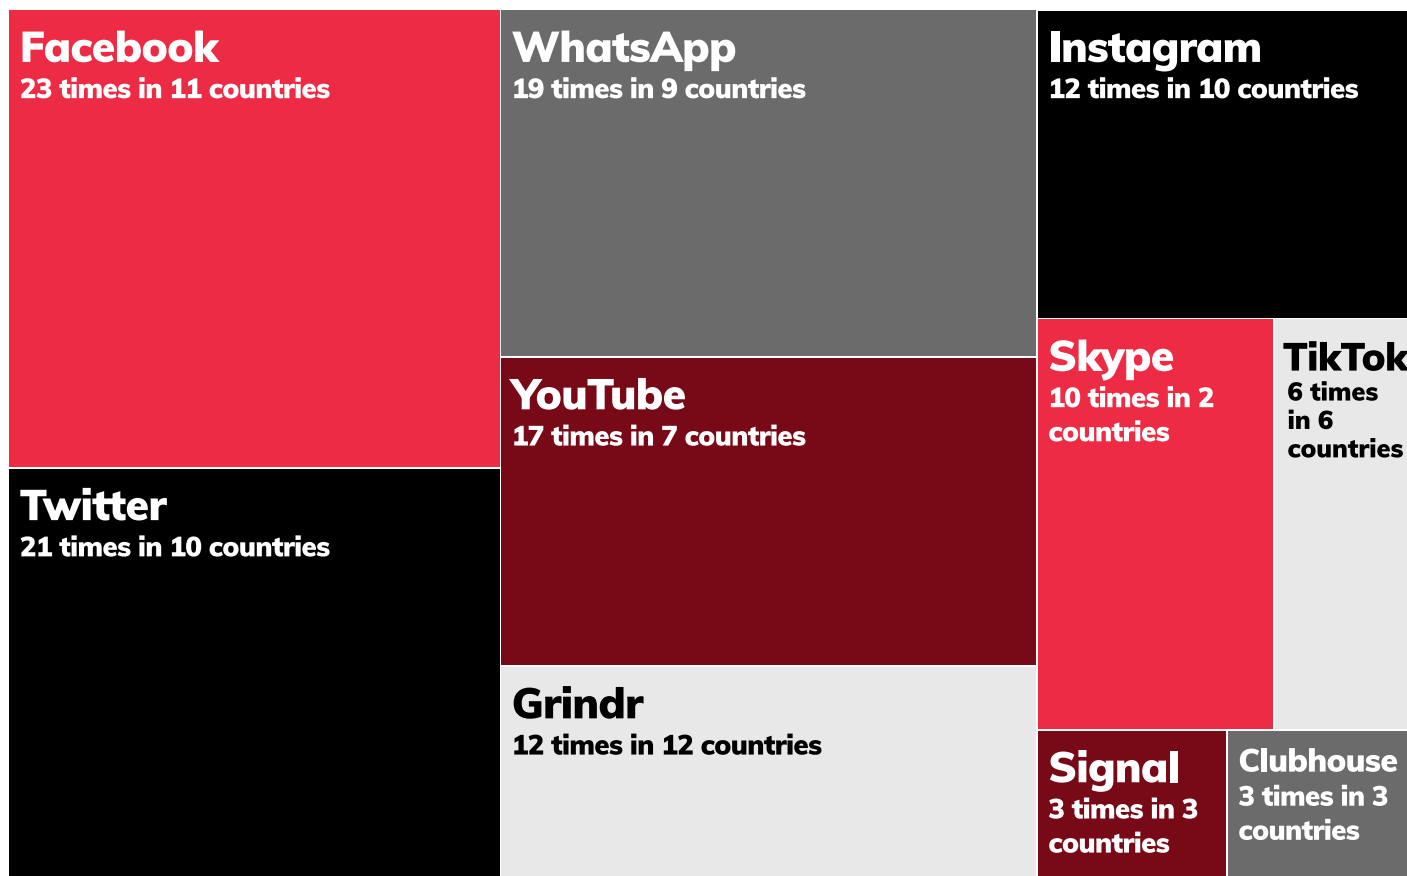 Facebook
23 times in 11 countries
WhatsApp
19 times in 9 countries
Instagram
12 times in 10 countries
Skype
10 times in 2
countries
TikTok
6 times
in 6
countries
YouTube
17 times in 7 countries
Twitter
21 times in 10 countries
Grindr
12 times in 12 countries
Signal
3 times in 3
countries
Clubhouse
3 times in 3
countries